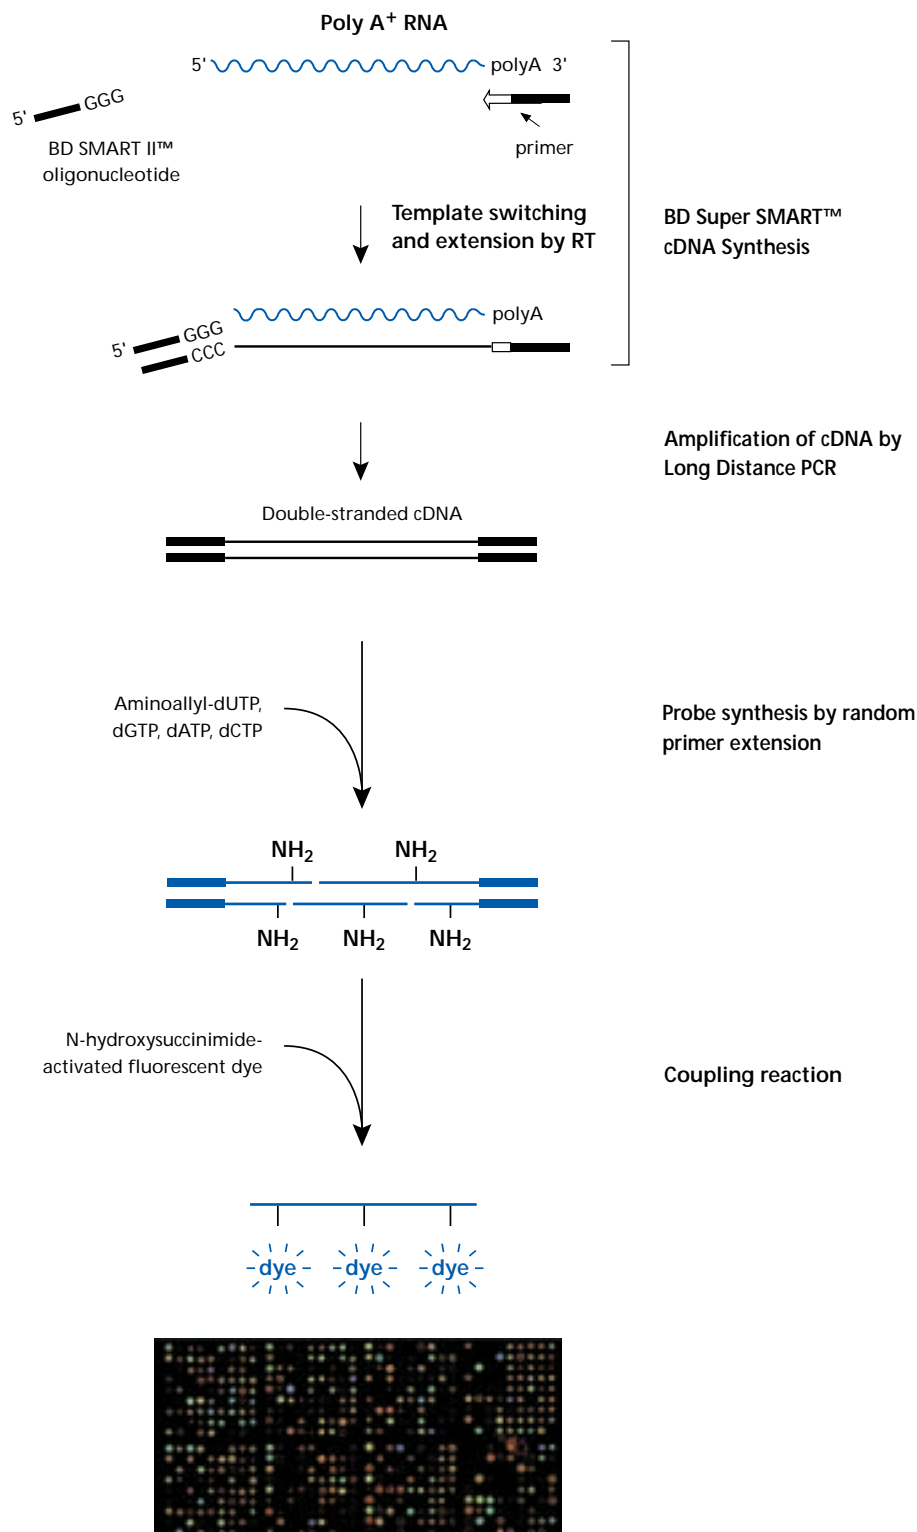 Poly A+ RNA
5' polyA 3'
5' GGG
primer
BD SMART II™
oligonucleotide
Template switching
and extension by RT
BD Super SMART™
cDNA Synthesis
polyA
5' GGG
CCC
Amplification of cDNA by
Long Distance PCR
Double-stranded cDNA
Aminoallyl-dUTP,
dGTP, dATP, dCTP
Probe synthesis by random
primer extension
NH2 NH2
NH2 NH2 NH2
N-hydroxysuccinimide-
activated fluorescent dye
Coupling reaction
dye dye dye